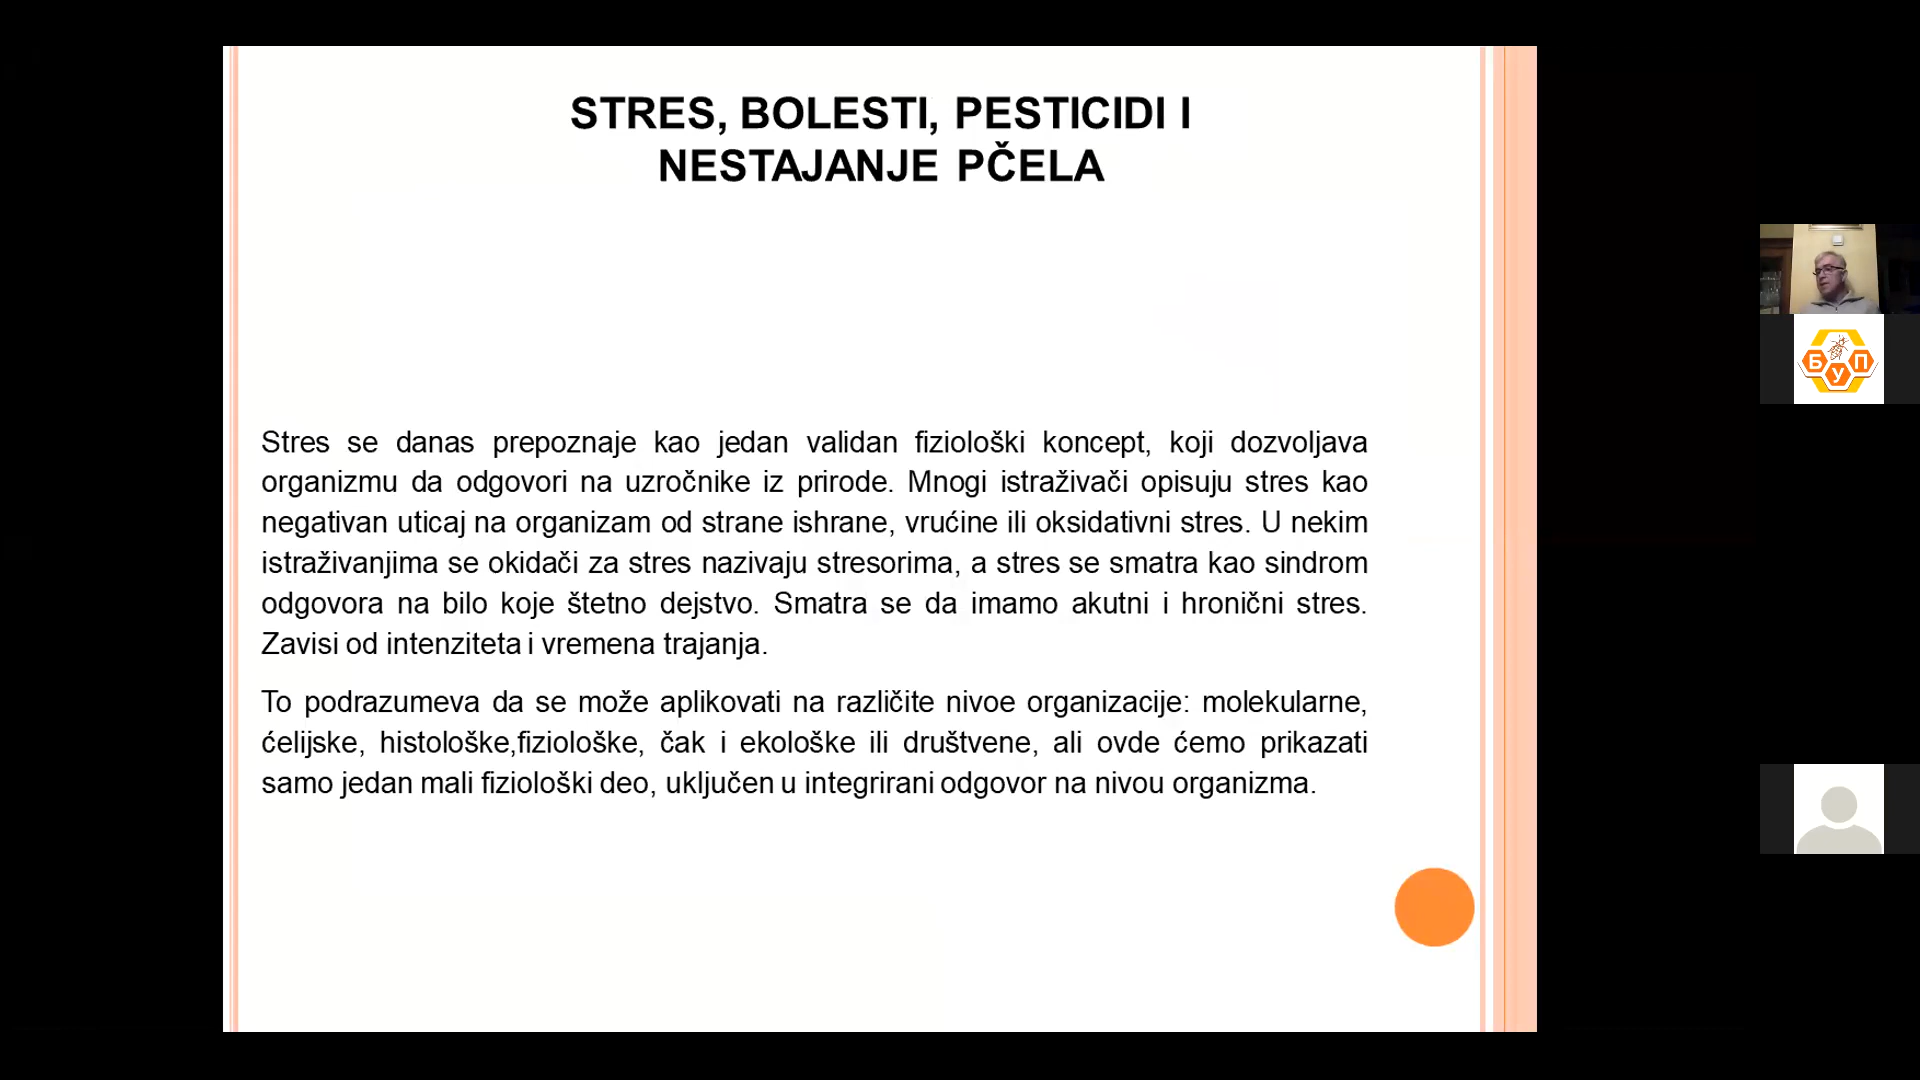 STRES, BOLESTI, PESTICIDI I
NESTAJANJE PČELA
Stres se danas prepoznaje kao jedan validan fiziološki koncept, koji dozvoljava
organizmu da odgovori na uzročnike iz prirode. Mnogi istraživači opisuju stres kao
negativan uticaj na organizam od strane ishrane, vrućine ili oksidativni stres. U nekim
istraživanjima se okidači za stres nazivaju stresorima, a stres se smatra kao sindrom
odgovora na bilo koje štetno dejstvo. Smatra se da imamo akutni i hronični stres.
Zavisi od intenziteta i vremena trajanja.
To podrazumeva da se može aplikovati na različite nivoe organizacije: molekularne,
ćelijske, histološke,fiziološke, čak i ekološke ili društvene, ali ovde ćemo prikazati
samo jedan mali fiziološki deo, uključen u integrirani odgovor na nivou organizma.
Б У П